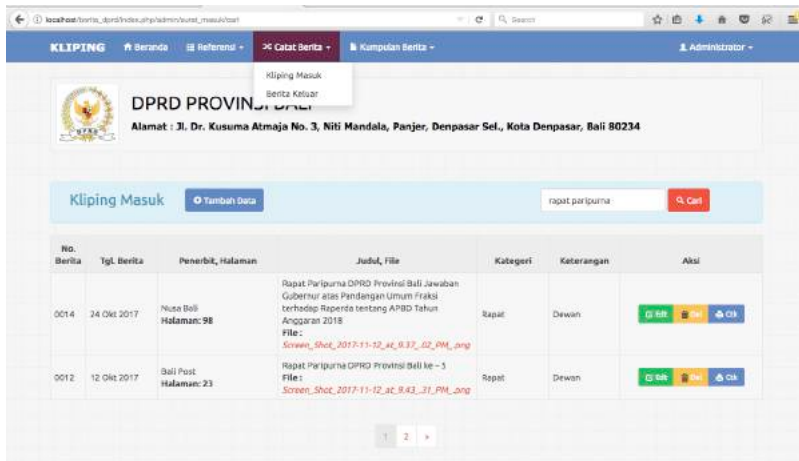 localhost/berita_dprd/index.php/admin/surat_masuk/cari
Search
KLIPING Beranda Referensi Catat Berita Kumpulan Berita Administrator
Kliping Masuk
Berita Keluar
DPRD PROVINSI BALI
Alamat : Jl. Dr. Kusuma Atmaja No. 3, Niti Mandala, Panjer, Denpasar Sel., Kota Denpasar, Bali 80234
Kliping Masuk Tambah Data rapat paripurna Cari
No. Berita Tgl. Berita Penerbit, Halaman Judul, File Kategori Keterangan Aksi
Rapat Paripurna DPRD Provinsi Bali Jawaban
Gubernur atas Pandangan Umum Fraksi
0014 24 Okt 2017 Nusa Bali terhadap Raperda tentang APBD Tahun Rapat Dewan Edit Del Ctk
Halaman: 98 Anggaran 2018
File :
Screen_Shot_2017-11-12_at_9.37_.02_PM_.png
0012 12 Okt 2017 Bali Post Rapat Paripurna DPRD Provinsi Bali ke – 5 Rapat Dewan Edit Del Ctk
Halaman: 23 File :
Screen_Shot_2017-11-12_at_9.43_.31_PM_.png
1 2 »